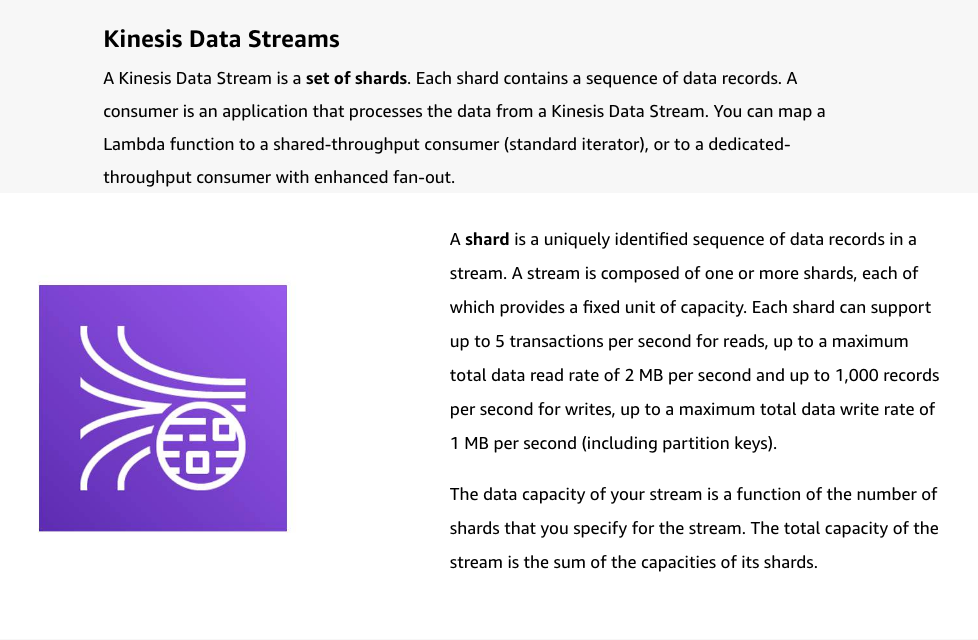 Kinesis Data Streams
A Kinesis Data Stream is a set of shards. Each shard contains a sequence of data records. A
consumer is an application that processes the data from a Kinesis Data Stream. You can map a
Lambda function to a shared-throughput consumer (standard iterator), or to a dedicated-
throughput consumer with enhanced fan-out.
A shard is a uniquely identified sequence of data records in a
stream. A stream is composed of one or more shards, each of
which provides a fixed unit of capacity. Each shard can support
up to 5 transactions per second for reads, up to a maximum
total data read rate of 2 MB per second and up to 1,000 records
per second for writes, up to a maximum total data write rate of
1 MB per second (including partition keys).
The data capacity of your stream is a function of the number of
shards that you specify for the stream. The total capacity of the
stream is the sum of the capacities of its shards.